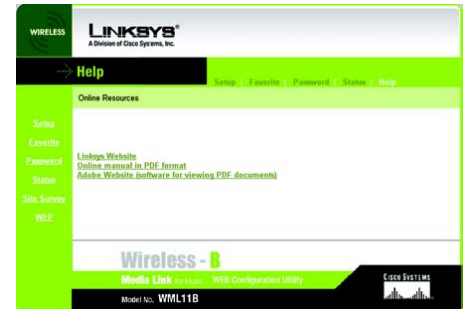 WIRELESS
LINKSYS®
A Division of Cisco Systems, Inc.
Help
Setup | Favorite | Password | Status | Help
Online Resources
Setup
Favorite
Password
Status
Site Survey
WEP
Linksys Website
Online manual in PDF format
Adobe Website (software for viewing PDF documents)
Wireless - B
Media Link for Music WEB Configuration Utility
CISCO SYSTEMS
Model No. WML11B